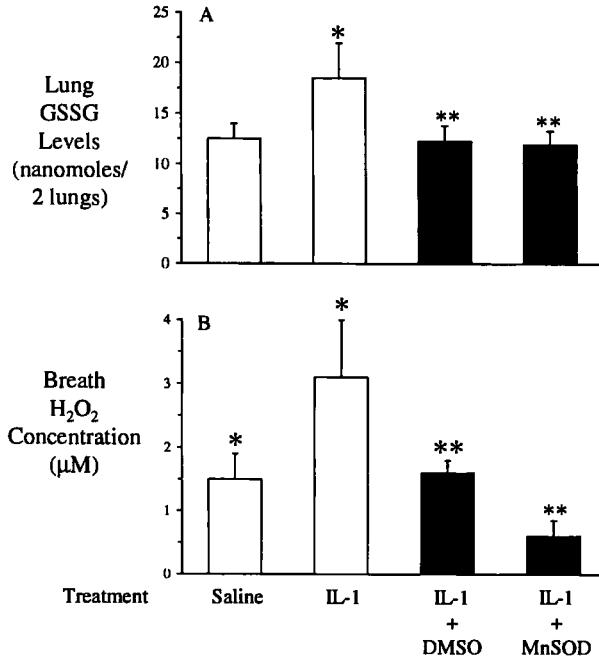 A
25
20
15
10
5
0
Lung
GSSG
Levels
(nanomoles/
2 lungs)
*
**
**
B
4
3
2
1
0
Breath
H₂O₂
Concentration
(μM)
*
*
**
**
Treatment Saline IL-1 IL-1 IL-1
+ +
DMSO MnSOD